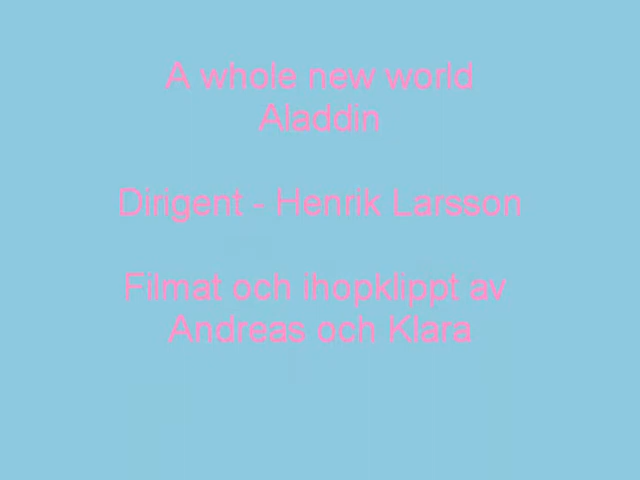 A whole new world
Aladdin
Dirigent - Henrik Larsson
Filmat och ihopklippt av
Andreas och Klara